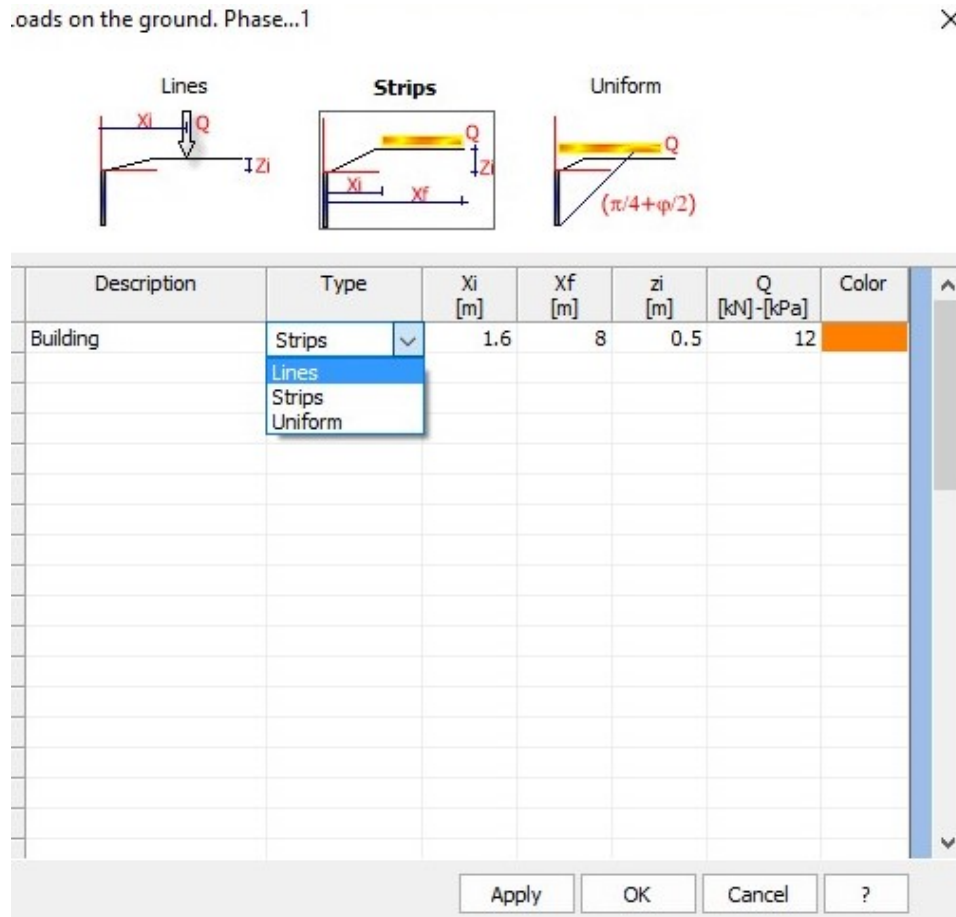 .oads on the ground. Phase...1
Lines
Strips
Uniform
Xi Q
Zi
Q
Zi
Xi
Xf
Q
(π/4+φ/2)
Description Type Xi [m] Xf [m] zi [m] Q [kN]-[kPa] Color
Building Strips 1.6 8 0.5 12
Lines
Strips
Uniform
Apply OK Cancel ?